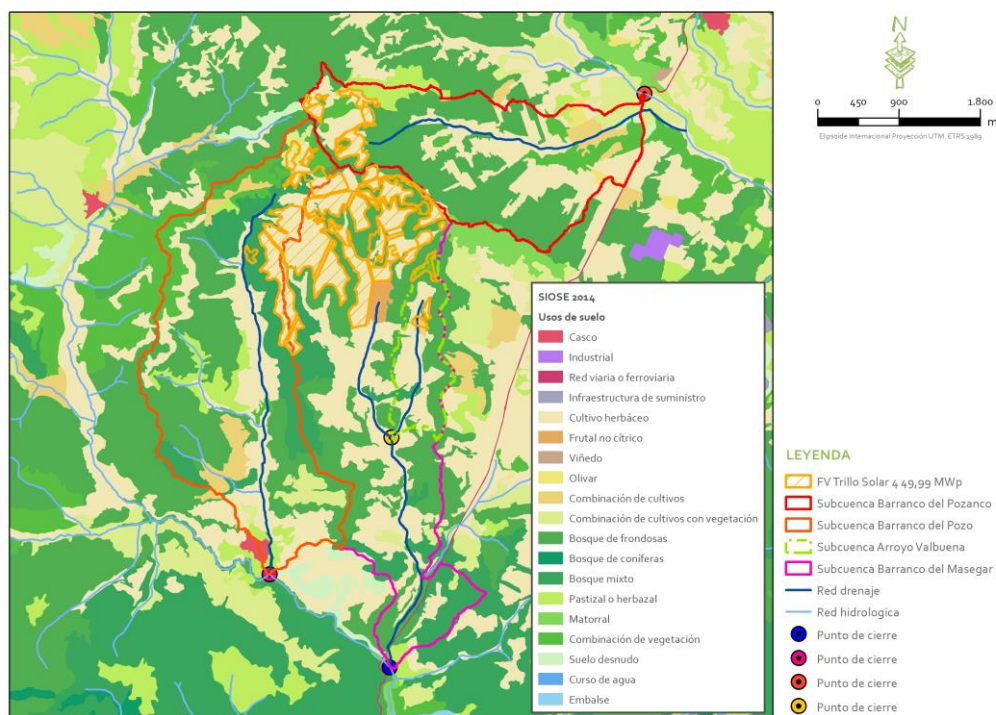 N
0 450 900 1.800
m
Elipsoide Internacional Proyección UTM. ETRS 1989.
SIOSE 2014
Usos de suelo
Casco
Industrial
Red viaria o ferroviaria
Infraestructura de suministro
Cultivo herbáceo
Frutal no cítrico
Viñedo
Olivar
Combinación de cultivos
Combinación de cultivos con vegetación
Bosque de frondosas
Bosque de coníferas
Bosque mixto
Pastizal o herbazal
Matorral
Combinación de vegetación
Suelo desnudo
Curso de agua
Embalse
LEYENDA
FV Trillo Solar 4 49,99 MWp
Subcuenca Barranco del Pozanco
Subcuenca Barranco del Pozo
Subcuenca Arroyo Valbuena
Subcuenca Barranco del Masegar
Red drenaje
Red hidrologica
Punto de cierre
Punto de cierre
Punto de cierre
Punto de cierre